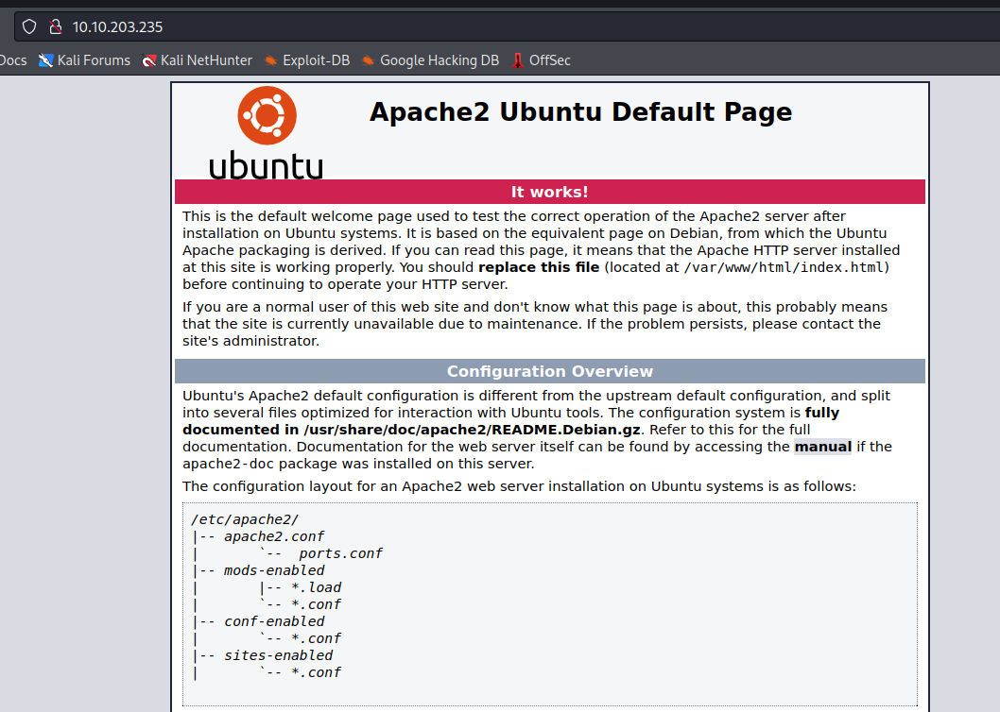 10.10.203.235
Docs Kali Forums Kali NetHunter Exploit-DB Google Hacking DB OffSec
Apache2 Ubuntu Default Page
ubuntu
It works!
This is the default welcome page used to test the correct operation of the Apache2 server after
installation on Ubuntu systems. It is based on the equivalent page on Debian, from which the Ubuntu
Apache packaging is derived. If you can read this page, it means that the Apache HTTP server installed
at this site is working properly. You should replace this file (located at /var/www/html/index.html)
before continuing to operate your HTTP server.
If you are a normal user of this web site and don't know what this page is about, this probably means
that the site is currently unavailable due to maintenance. If the problem persists, please contact the
site's administrator.
Configuration Overview
Ubuntu's Apache2 default configuration is different from the upstream default configuration, and split
into several files optimized for interaction with Ubuntu tools. The configuration system is fully
documented in /usr/share/doc/apache2/README.Debian.gz. Refer to this for the full
documentation. Documentation for the web server itself can be found by accessing the manual if the
apache2-doc package was installed on this server.
The configuration layout for an Apache2 web server installation on Ubuntu systems is as follows:
/etc/apache2/
|-- apache2.conf
|       `--  ports.conf
|-- mods-enabled
|       |-- *.load
|       `-- *.conf
|-- conf-enabled
|       `-- *.conf
|-- sites-enabled
|       `-- *.conf